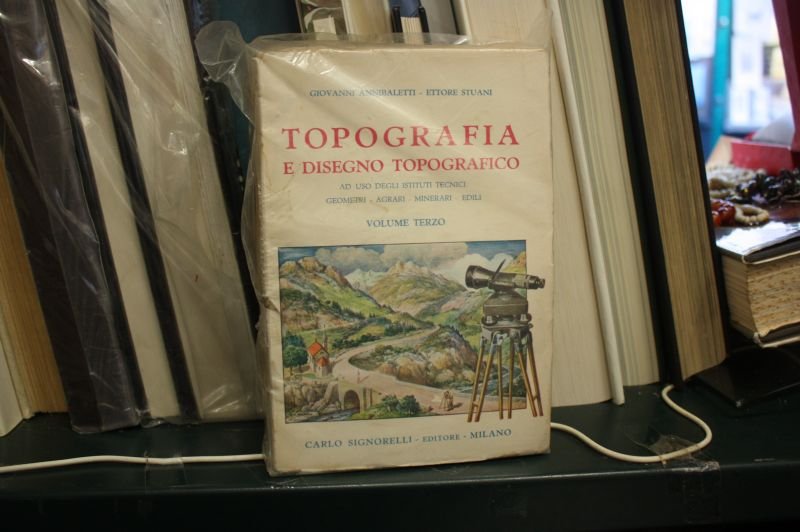 GIOVANNI ANNIBALETTI - ETTORE STUANI
TOPOGRAFIA
E DISEGNO TOPOGRAFICO
AD USO DEGLI ISTITUTI TECNICI
GEOMETRI - AGRARI - MINERARI - EDILI
VOLUME TERZO
CARLO SIGNORELLI - EDITORE - MILANO